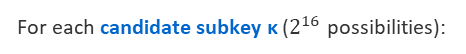 For each candidate subkey κ (2¹⁶ possibilities):